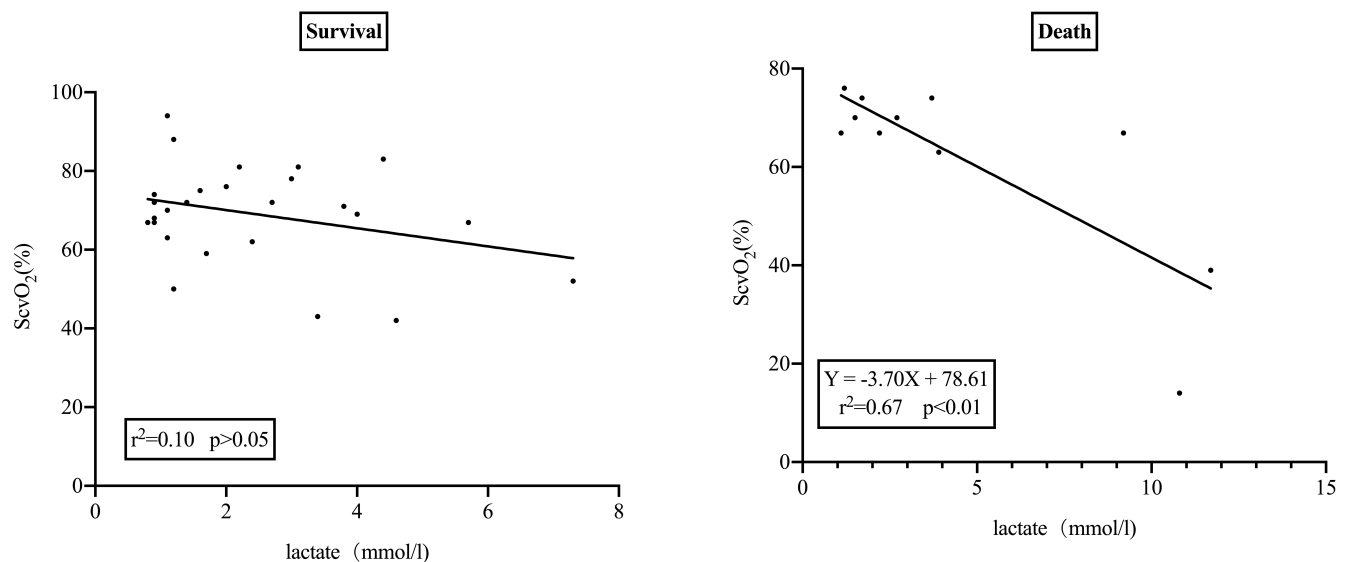 Survival
100
80
60
40
20
0
ScvO2(%)
r2=0.10 p>0.05
0 2 4 6 8
lactate（mmol/l)
Death
80
60
40
20
0
ScvO2(%)
Y = -3.70X + 78.61
r2=0.67 p<0.01
0 5 10 15
lactate（mmol/l)